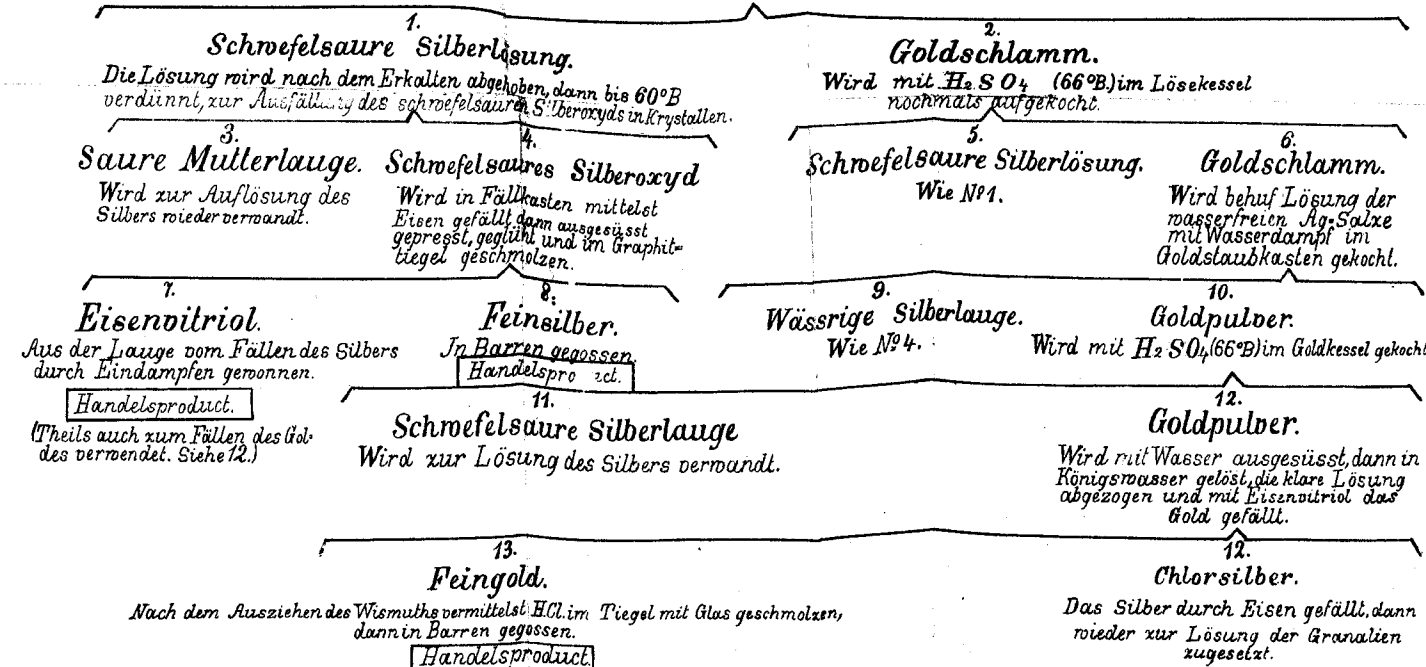 1.
Schwefelsaure Silberlösung.
Die Lösung wird nach dem Erkalten abgehoben, dann bis 60°B
verdünnt, zur Ausfällung des schwefelsauren Silberoxyds in Krystallen.
2.
Goldschlamm.
Wird mit H₂SO₄ (66°B.) im Lösekessel
nochmals aufgekocht.
3.
Saure Mutterlauge.
Wird zur Auflösung des
Silbers wieder verwandt.
4.
Schwefelsaures Silberoxyd
Wird in Fällkasten mittelst
Eisen gefällt dann ausgesüsst
gepresst, geglüht und im Graphit=
tiegel geschmolzen.
5.
Schwefelsaure Silberlösung.
Wie No 1.
6.
Goldschlamm.
Wird behuf Lösung der
wasserfreien Ag=Salze
mit Wasserdampf im
Goldstaubkasten gekocht.
7.
Eisenvitriol.
Aus der Lauge vom Fällen des Silbers
durch Eindampfen gewonnen.
Handelsproduct.
(Theils auch zum Fällen des Gol-
des verwendet. Siehe 12.)
8.
Feinsilber.
Jn Barren gegossen.
Handelsproduct.
9.
Wässrige Silberlauge.
Wie No 4.
10.
Goldpulver.
Wird mit H₂SO₄ (66°B) im Goldkessel gekocht
11.
Schwefelsaure Silberlauge
Wird zur Lösung des Silbers verwandt.
12.
Goldpulver.
Wird mit Wasser ausgesüsst, dann in
Königswasser gelöst, die klare Lösung
abgezogen und mit Eisenvitriol das
Gold gefällt.
13.
Feingold.
Nach dem Ausziehen des Wismuths vermittelst H.Cl. im Tiegel mit Glas geschmolzen,
dann in Barren gegossen.
Handelsproduct
12.
Chlorsilber.
Das Silber durch Eisen gefällt, dann
wieder zur Lösung der Granalien
zugesetzt.